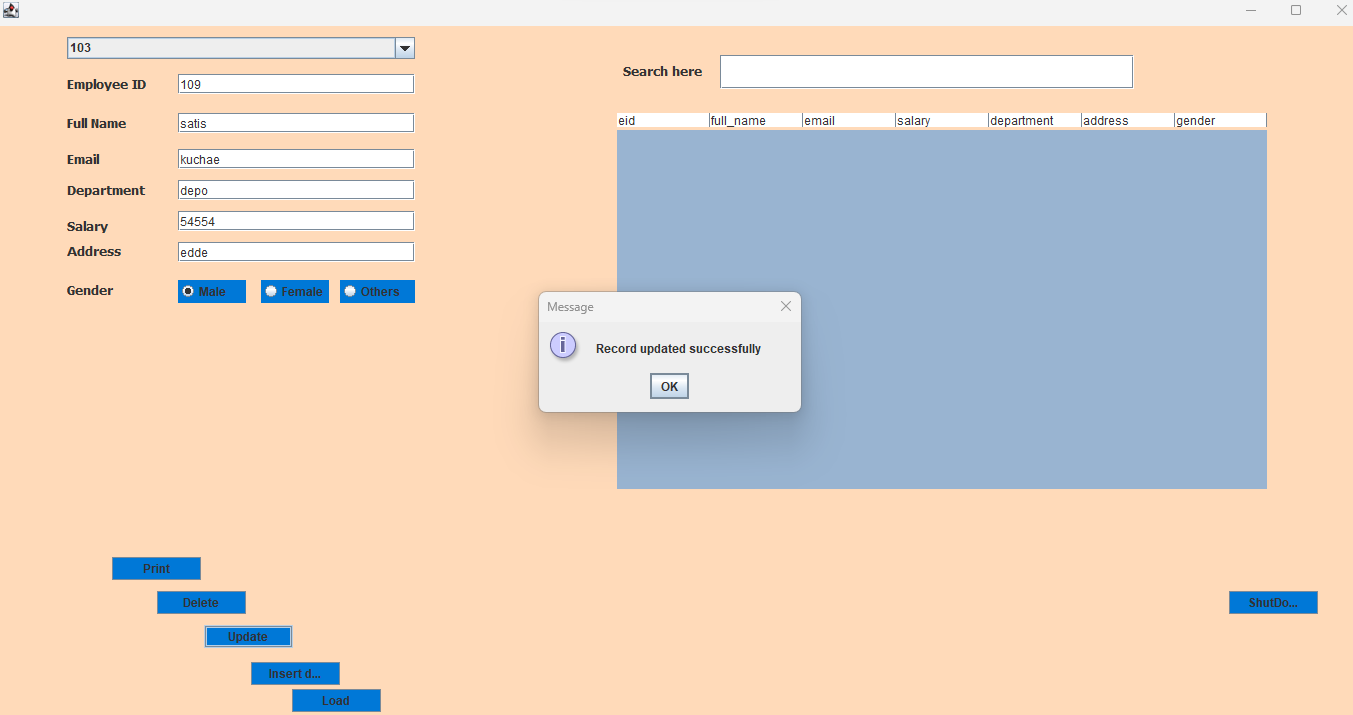 103
Employee ID 109
Full Name satis
Email kuchae
Department depo
Salary 54554
Address edde
Gender Male Female Others
Search here
eid full_name email salary department address gender
Message
Record updated successfully
OK
Print
Delete
Update
Insert d...
Load
ShutDo...